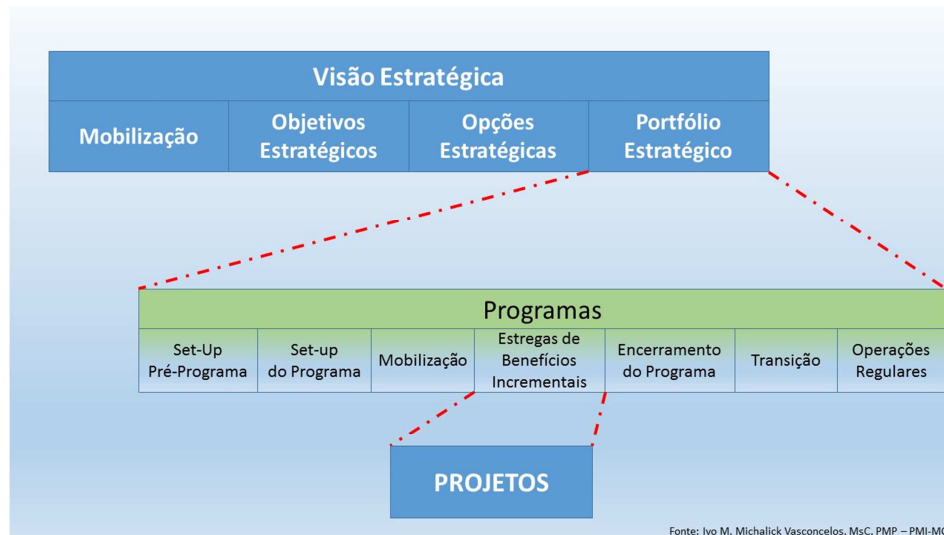 Visão Estratégica
Mobilização
Objetivos
Estratégicos
Opções
Estratégicas
Portfólio
Estratégico
Programas
Set-Up
Pré-Programa
Set-up
do Programa
Mobilização
Estregas de
Benefícios
Incrementais
Encerramento
do Programa
Transição
Operações
Regulares
PROJETOS
Fonte: Ivo M. Michalick Vasconcelos, MsC, PMP – PMI-MG